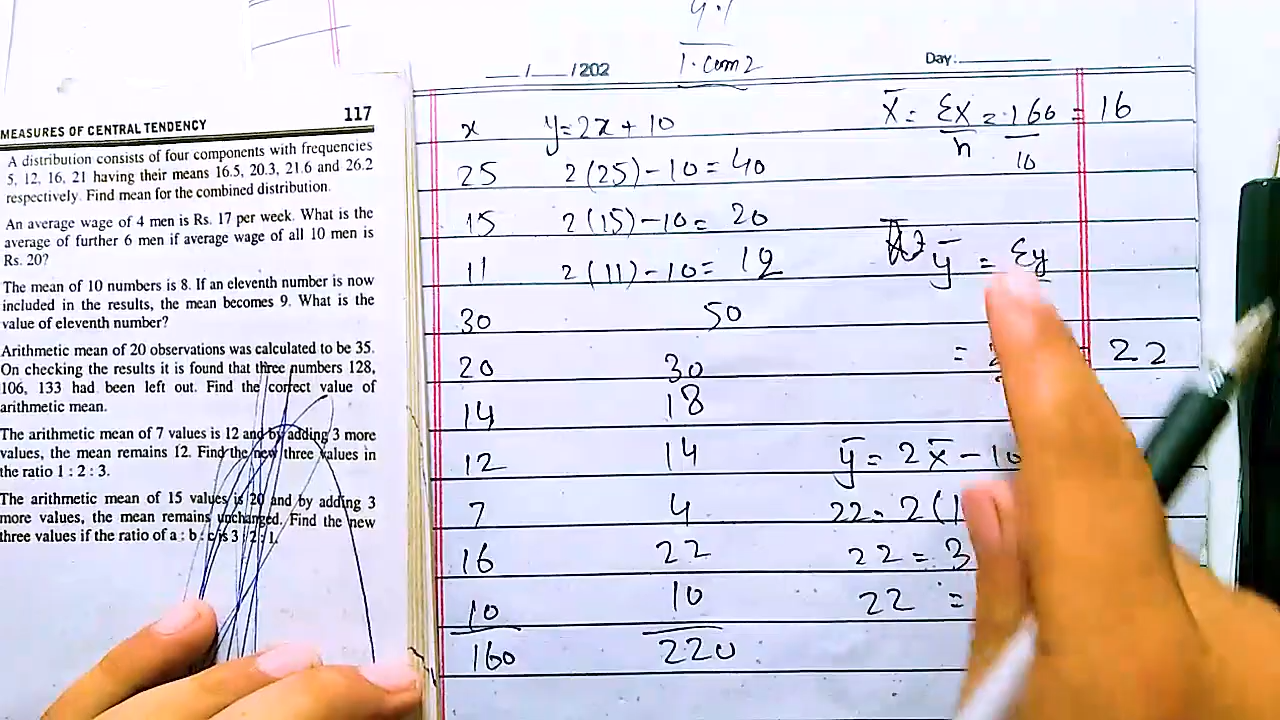 117
MEASURES OF CENTRAL TENDENCY
A distribution consists of four components with frequencies
5, 12, 16, 21 having their means 16.5, 20.3, 21.6 and 26.2
respectively. Find mean for the combined distribution.
An average wage of 4 men is Rs. 17 per week. What is the
average of further 6 men if average wage of all 10 men is
Rs. 20?
The mean of 10 numbers is 8. If an eleventh number is now
included in the results, the mean becomes 9. What is the
value of eleventh number?
Arithmetic mean of 20 observations was calculated to be 35.
On checking the results it is found that three numbers 128,
106, 133 had been left out. Find the correct value of
arithmetic mean.
The arithmetic mean of 7 values is 12 and by adding 3 more
values, the mean remains 12. Find the new three values in
the ratio 1 : 2 : 3.
The arithmetic mean of 15 values is 20 and by adding 3
more values, the mean remains unchanged. Find the new
three values if the ratio of a : b : c is 3 : 2 : 1.
__/__/202
1.com2
Day:
x y=2x+10
25 2(25)-10=40
15 2(15)-10=20
11 2(11)-10=12
30 50
20 30
14 18
12 14
7 4
16 22
10 10
160 220
x̄ = Σx = 160 = 16
n 10
ȳ = Σy
= 22
ȳ = 2x̄ - 10
22 = 2(1
22 = 3
22 =